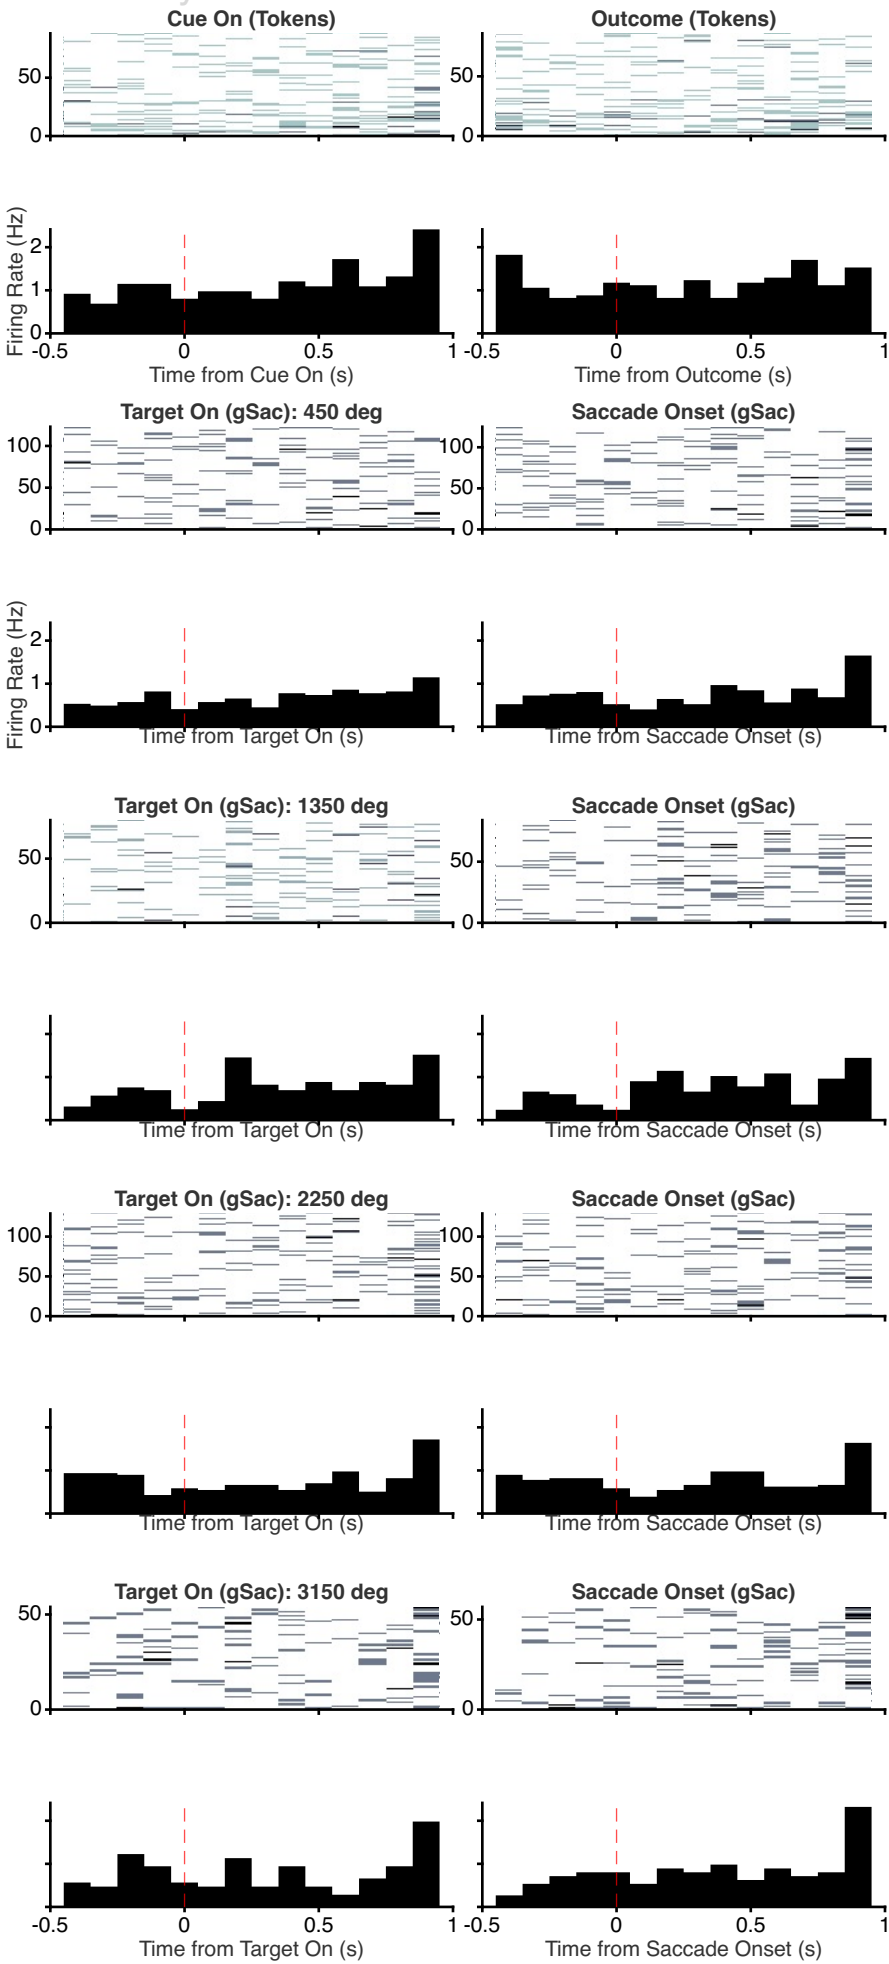 Cue On (Tokens) Outcome (Tokens)
50 50
0 0
Firing Rate (Hz)
2
1
0
-0.5 0 0.5 1 -0.5 0 0.5 1
Time from Cue On (s) Time from Outcome (s)
Target On (gSac): 450 deg Saccade Onset (gSac)
100 100
50 50
0 0
Firing Rate (Hz)
2
1
0
Time from Target On (s) Time from Saccade Onset (s)
Target On (gSac): 1350 deg Saccade Onset (gSac)
50 50
0 0
Time from Target On (s) Time from Saccade Onset (s)
Target On (gSac): 2250 deg Saccade Onset (gSac)
100 100
50 50
0 0
Time from Target On (s) Time from Saccade Onset (s)
Target On (gSac): 3150 deg Saccade Onset (gSac)
50 50
0 0
-0.5 0 0.5 1 -0.5 0 0.5 1
Time from Target On (s) Time from Saccade Onset (s)